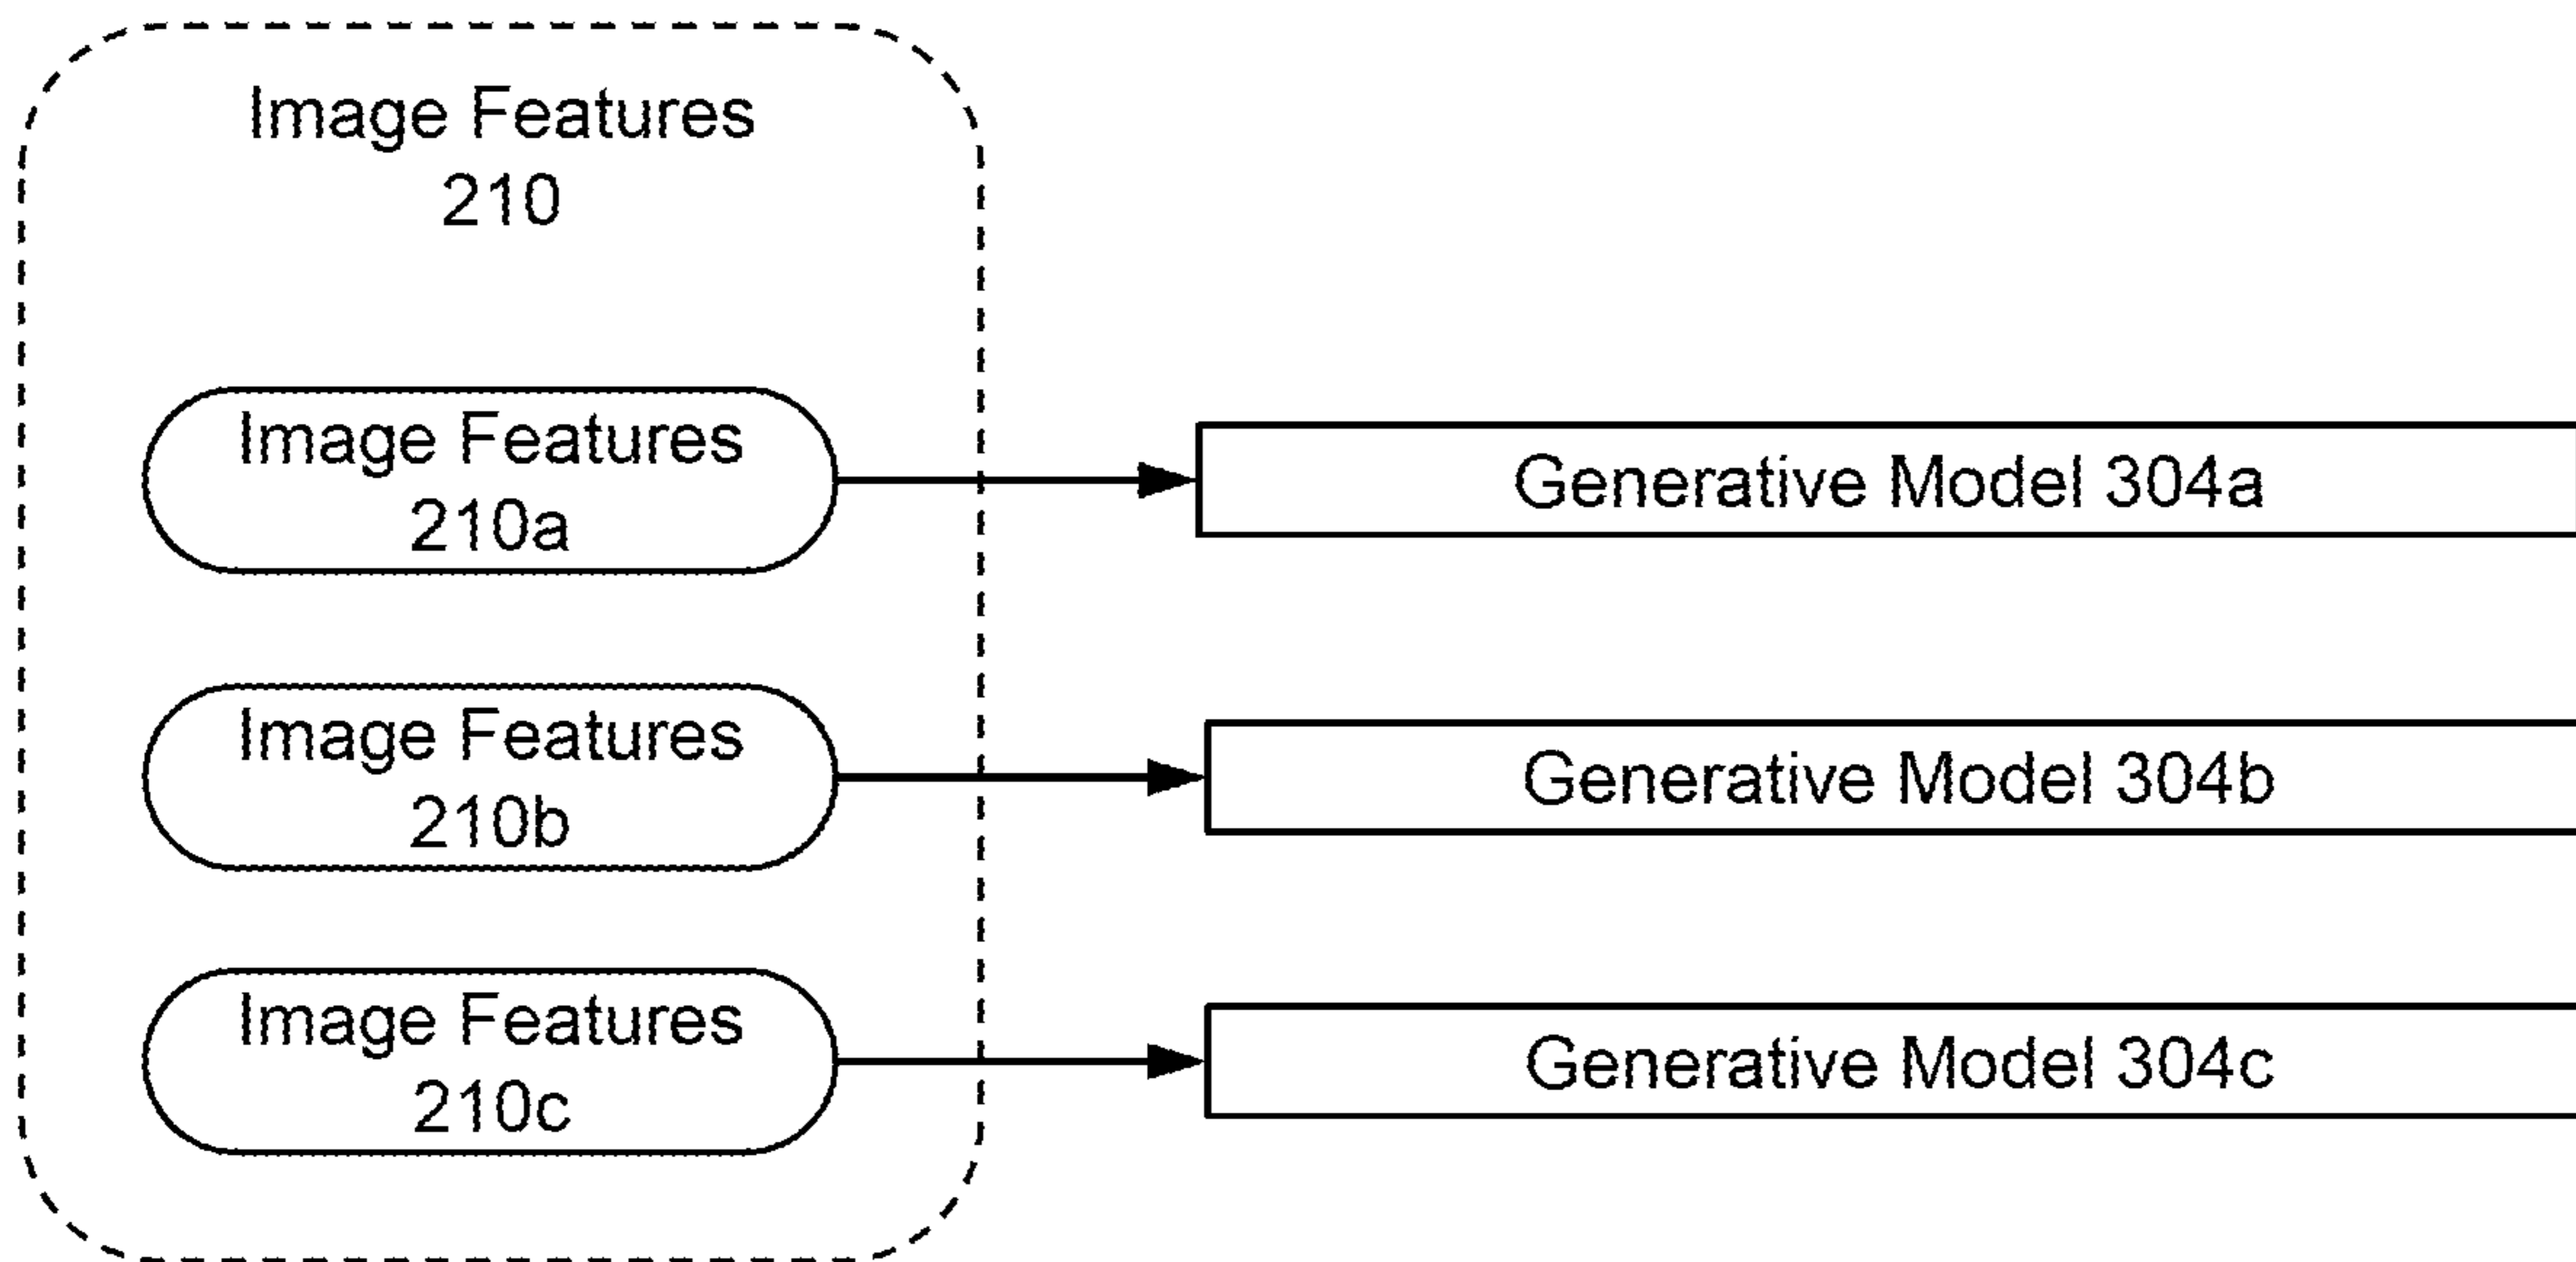 Image Features
210
Image Features
210a
Generative Model 304a
Image Features
210b
Generative Model 304b
Image Features
210c
Generative Model 304c